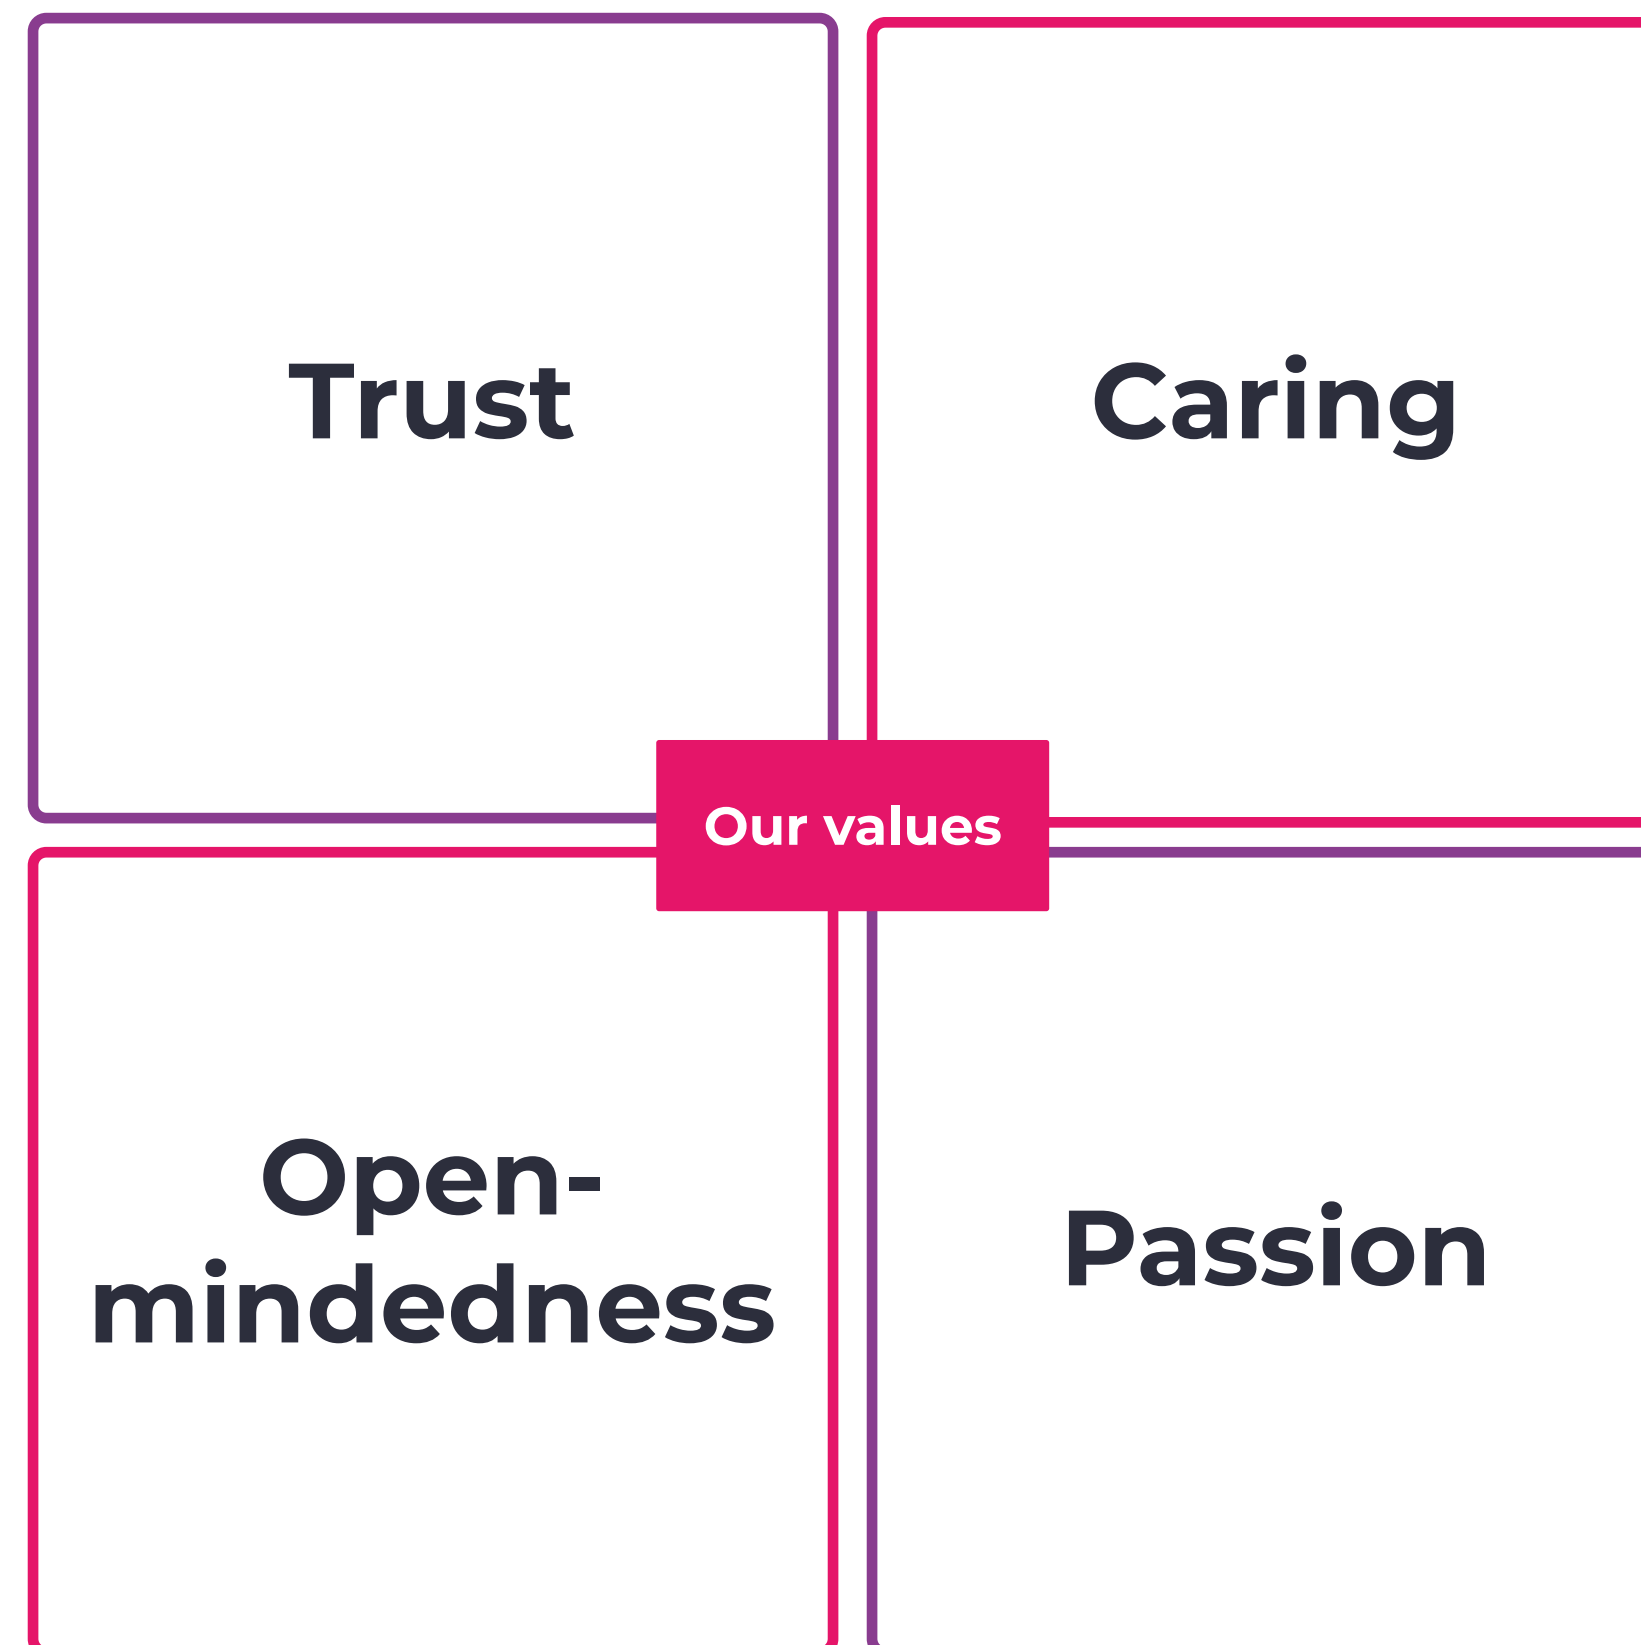 Trust
Caring
Our values
Open-
mindedness
Passion